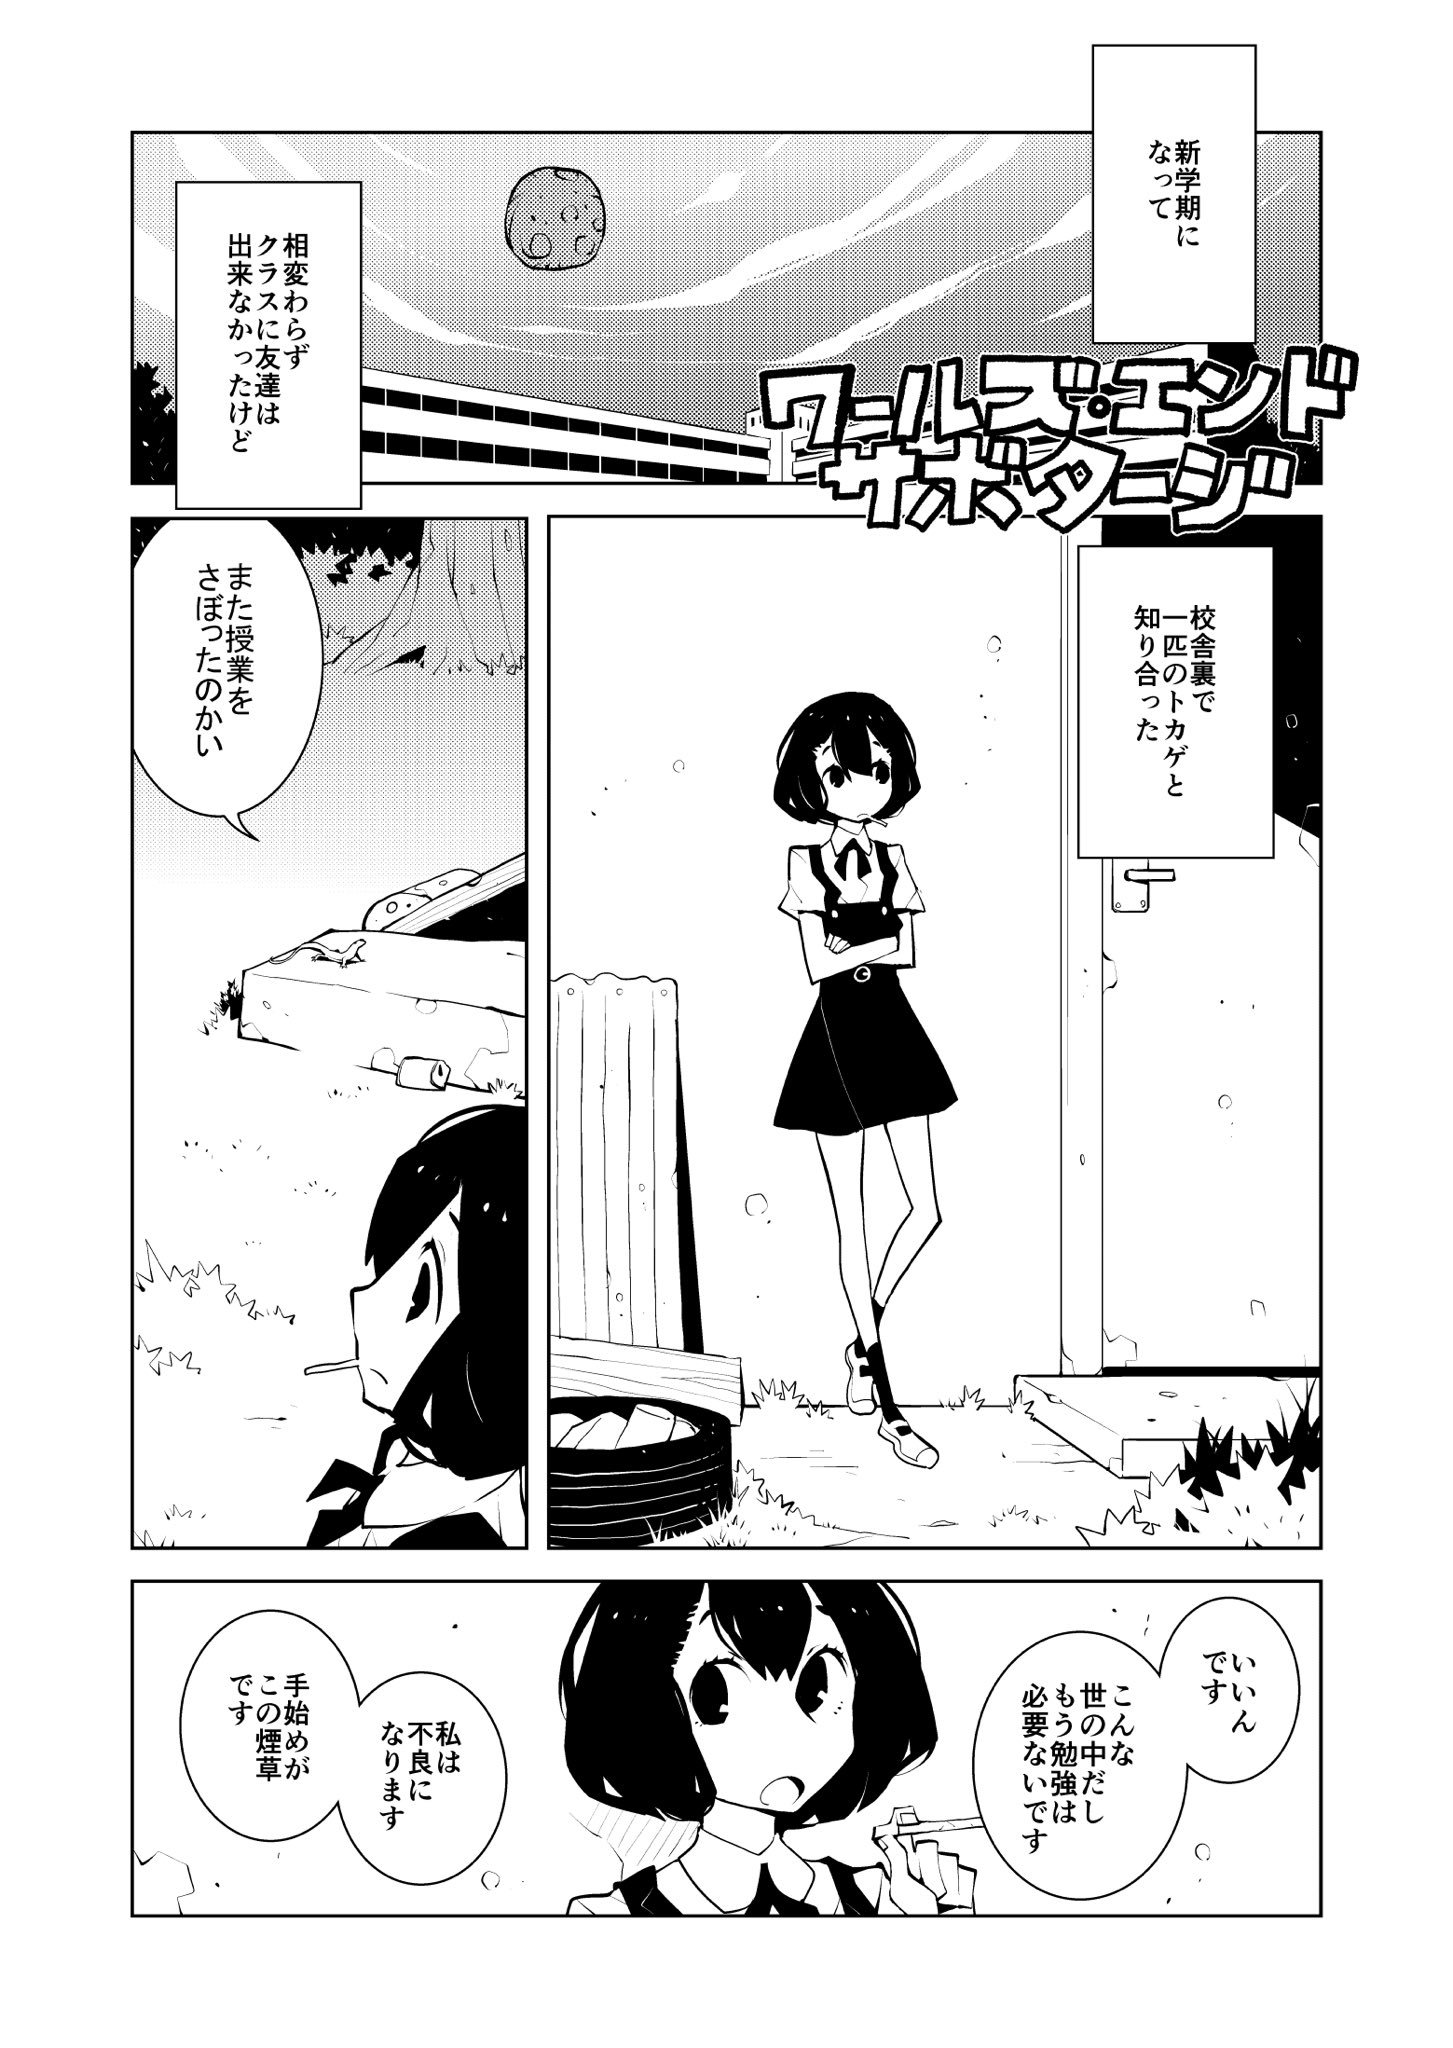 新学期に
なって
相変わらず
クラスに友達は
出来なかったけど
ワールズ・エンド
サボタージ
校舎裏で
一匹のトカゲと
知り合った
また授業を
さぼったのかい
いいん
です
こんな
世の中だし
もう勉強は
必要ないです
私は
不良に
なります
手始めが
この煙草
です